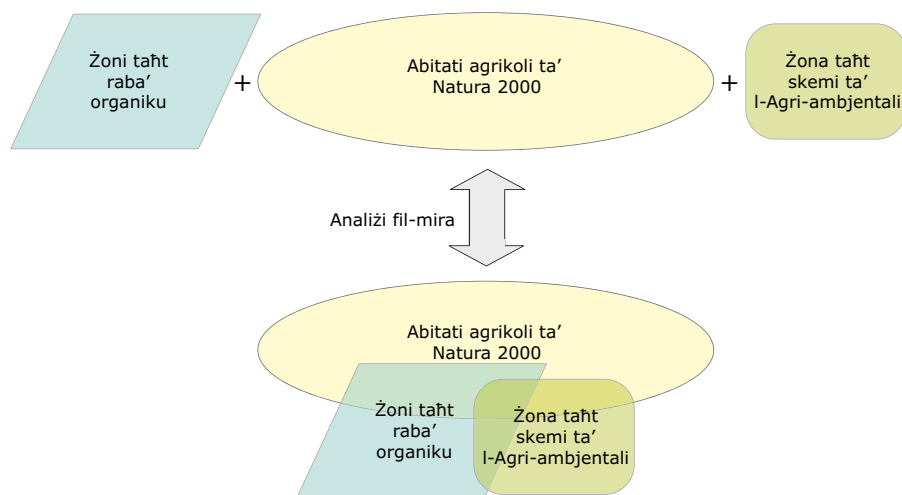 Żoni taħt
raba’
organiku
+
Abitati agrikoli ta’
Natura 2000
+
Żona taħt
skemi ta’
l-Agri-ambjentali
Analiżi fil-mira
Abitati agrikoli ta’
Natura 2000
Żoni taħt
raba’
organiku
Żona taħt
skemi ta’
l-Agri-ambjentali